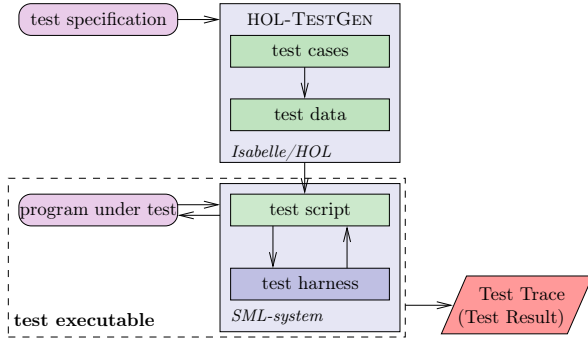 test specification
HOL-TESTGEN
test cases
test data
Isabelle/HOL
program under test
test script
test harness
test executable
SML-system
Test Trace
(Test Result)